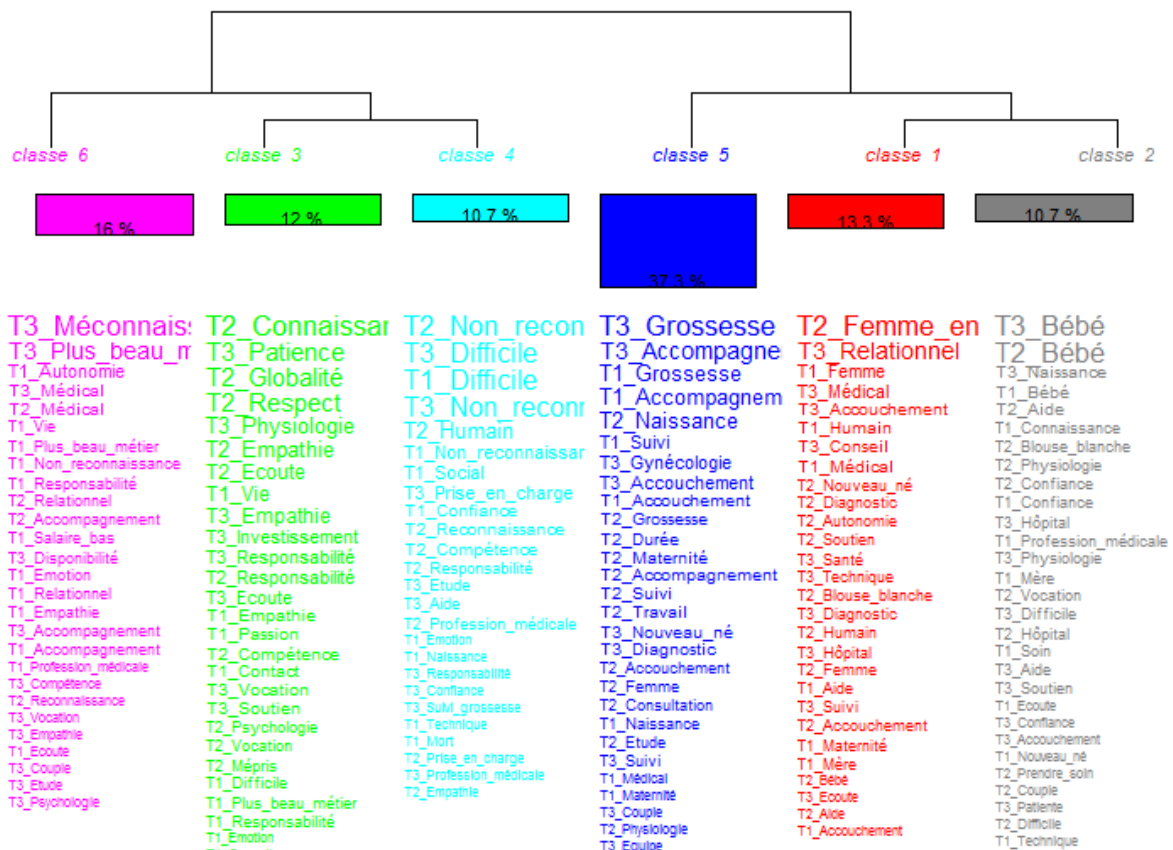 classe 6
classe 3
classe 4
classe 5
classe 1
classe 2
16 %
12 %
10.7 %
37.3 %
13.3 %
10.7 %
T3_Méconnais
T3_Plus_beau_m
T1_Autonomie
T3_Médical
T2_Médical
T1_Vie
T1_Plus_beau_métier
T1_Non_reconnaissance
T1_Responsabilité
T2_Relationnel
T2_Accompagnement
T1_Salaire_bas
T3_Disponibilité
T1_Emotion
T1_Relationnel
T1_Empathie
T3_Accompagnement
T1_Accompagnement
T1_Profession_médicale
T3_Compétence
T2_Reconnaissance
T3_Vocation
T3_Empathie
T1_Ecoute
T3_Couple
T3_Etude
T3_Psychologie
T2_Connaissar
T3_Patience
T2_Globalité
T2_Respect
T3_Physiologie
T2_Empathie
T2_Ecoute
T1_Vie
T3_Empathie
T3_Investissement
T3_Responsabilité
T2_Responsabilité
T3_Ecoute
T1_Empathie
T1_Passion
T2_Compétence
T1_Contact
T3_Vocation
T3_Soutien
T2_Psychologie
T2_Vocation
T2_Mépris
T1_Difficile
T1_Plus_beau_métier
T1_Responsabilité
T1_Emotion
T2_Non_recon
T3_Difficile
T1_Difficile
T3_Non_reconr
T2_Humain
T1_Non_reconnaissar
T1_Social
T3_Prise_en_charge
T1_Confiance
T2_Reconnaissance
T2_Compétence
T2_Responsabilité
T3_Etude
T3_Aide
T2_Profession_médicale
T1_Emotion
T1_Naissance
T3_Responsabilité
T3_Confiance
T3_Suivi_grossesse
T1_Technique
T1_Mort
T2_Prise_en_charge
T3_Profession_médicale
T2_Empathie
T3_Grossesse
T3_Accompagne
T1_Grossesse
T1_Accompagnem
T2_Naissance
T1_Suivi
T3_Gynécologie
T3_Accouchement
T1_Accouchement
T2_Grossesse
T2_Durée
T2_Maternité
T2_Accompagnement
T2_Suivi
T2_Travail
T3_Nouveau_né
T3_Diagnostic
T2_Accouchement
T2_Femme
T2_Consultation
T1_Naissance
T2_Etude
T3_Suivi
T1_Médical
T1_Maternité
T3_Couple
T2_Physiologie
T3_Equipe
T2_Femme_en
T3_Relationnel
T1_Femme
T3_Médical
T3_Accouchement
T1_Humain
T3_Conseil
T1_Médical
T2_Nouveau_né
T2_Diagnostic
T2_Autonomie
T2_Soutien
T3_Santé
T3_Technique
T2_Blouse_blanche
T3_Diagnostic
T2_Humain
T3_Hôpital
T2_Femme
T1_Aide
T3_Suivi
T2_Accouchement
T1_Maternité
T1_Mère
T2_Bébé
T3_Ecoute
T2_Aide
T1_Accouchement
T3_Bébé
T2_Bébé
T3_Naissance
T1_Bébé
T2_Aide
T1_Connaissance
T2_Blouse_blanche
T2_Physiologie
T2_Confiance
T1_Confiance
T3_Hôpital
T1_Profession_médicale
T3_Physiologie
T1_Mère
T2_Vocation
T3_Difficile
T2_Hôpital
T1_Soin
T3_Aide
T3_Soutien
T1_Ecoute
T3_Confiance
T3_Accouchement
T1_Nouveau_né
T2_Prendre_soin
T2_Couple
T3_Patiente
T2_Difficile
T1_Technique